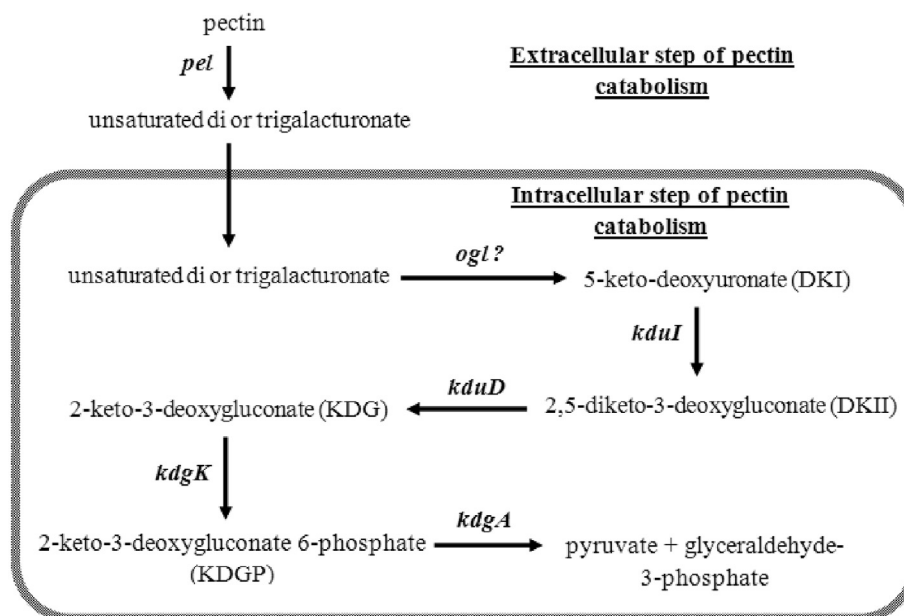 pectin
pel
Extracellular step of pectin
catabolism
unsaturated di or trigalacturonate
Intracellular step of pectin
catabolism
unsaturated di or trigalacturonate
ogl?
5-keto-deoxyuronate (DKI)
kduI
2-keto-3-deoxygluconate (KDG)
kduD
2,5-diketo-3-deoxygluconate (DKII)
kdgK
2-keto-3-deoxygluconate 6-phosphate
(KDGP)
kdgA
pyruvate + glyceraldehyde-
3-phosphate